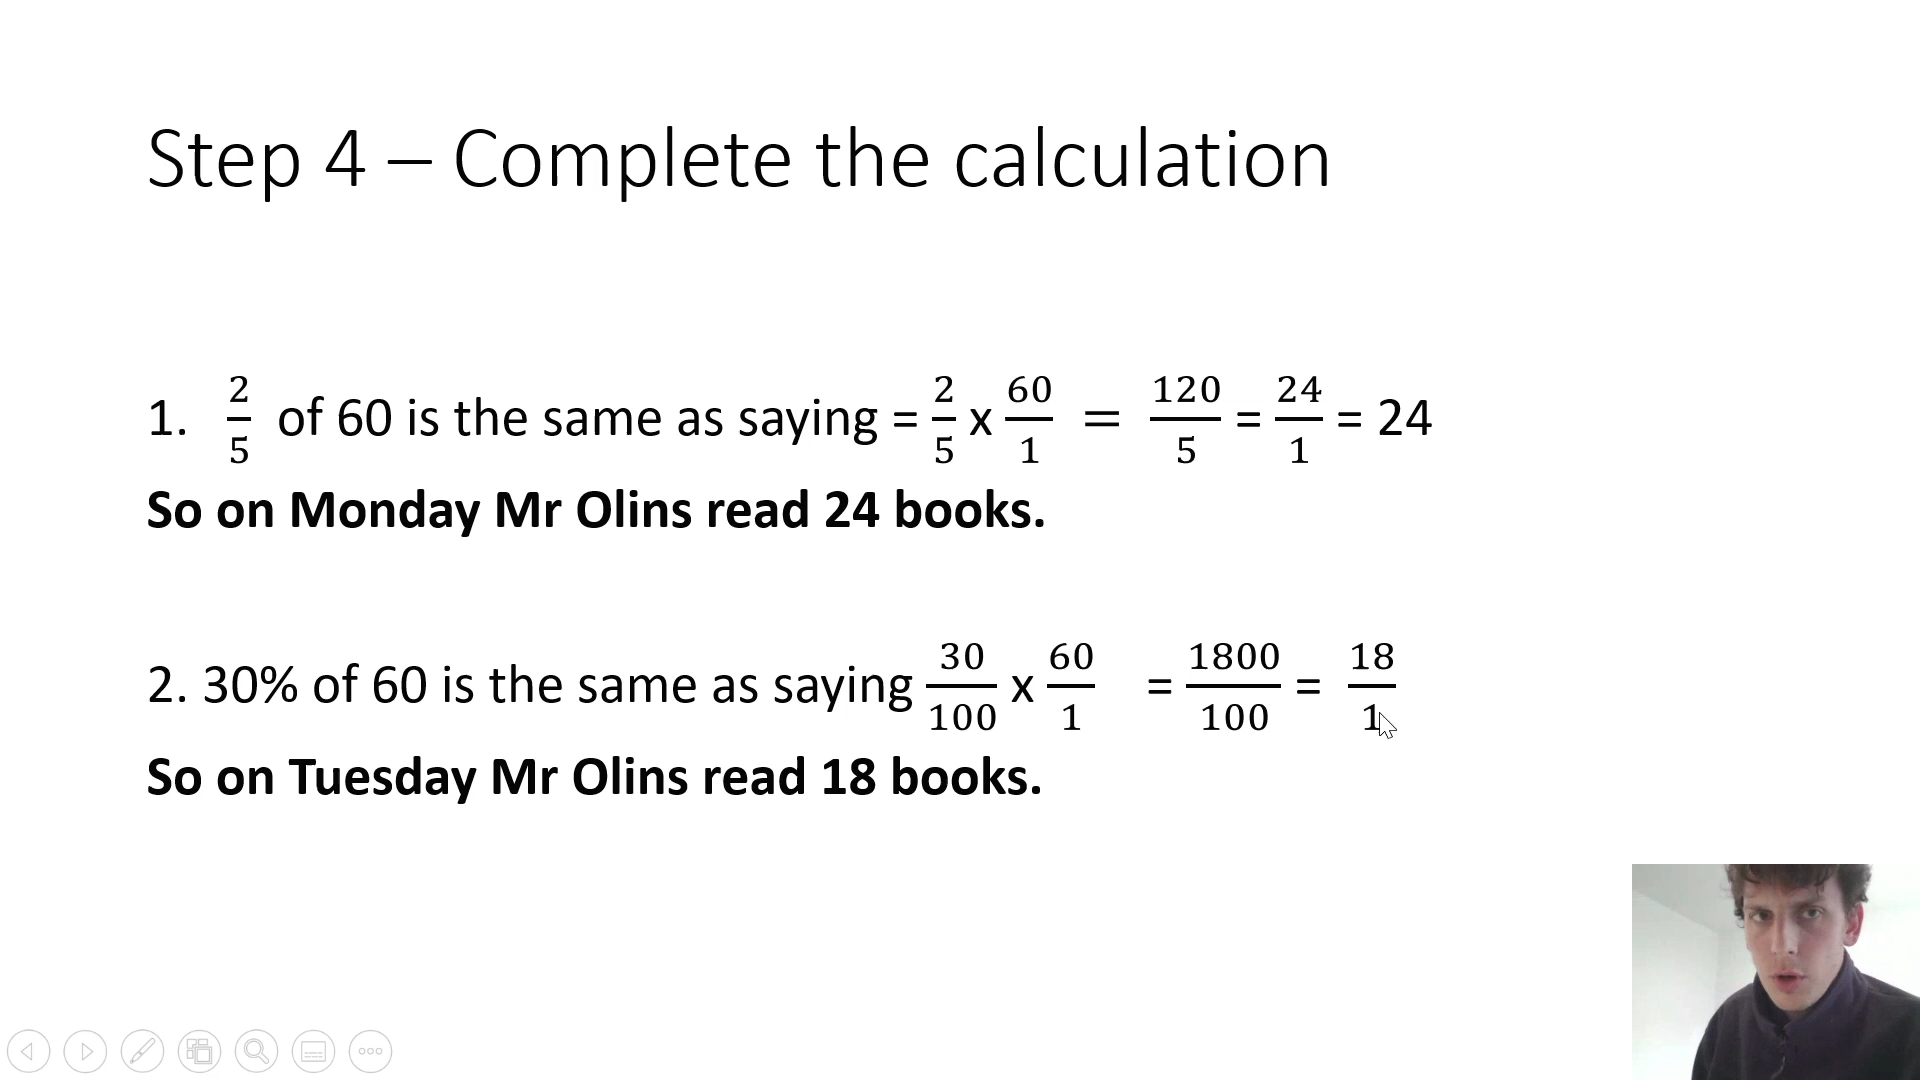 Step 4 – Complete the calculation
1. 2/5 of 60 is the same as saying = 2/5 x 60/1 = 120/5 = 24/1 = 24
So on Monday Mr Olins read 24 books.
2. 30% of 60 is the same as saying 30/100 x 60/1 = 1800/100 = 18/1
So on Tuesday Mr Olins read 18 books.